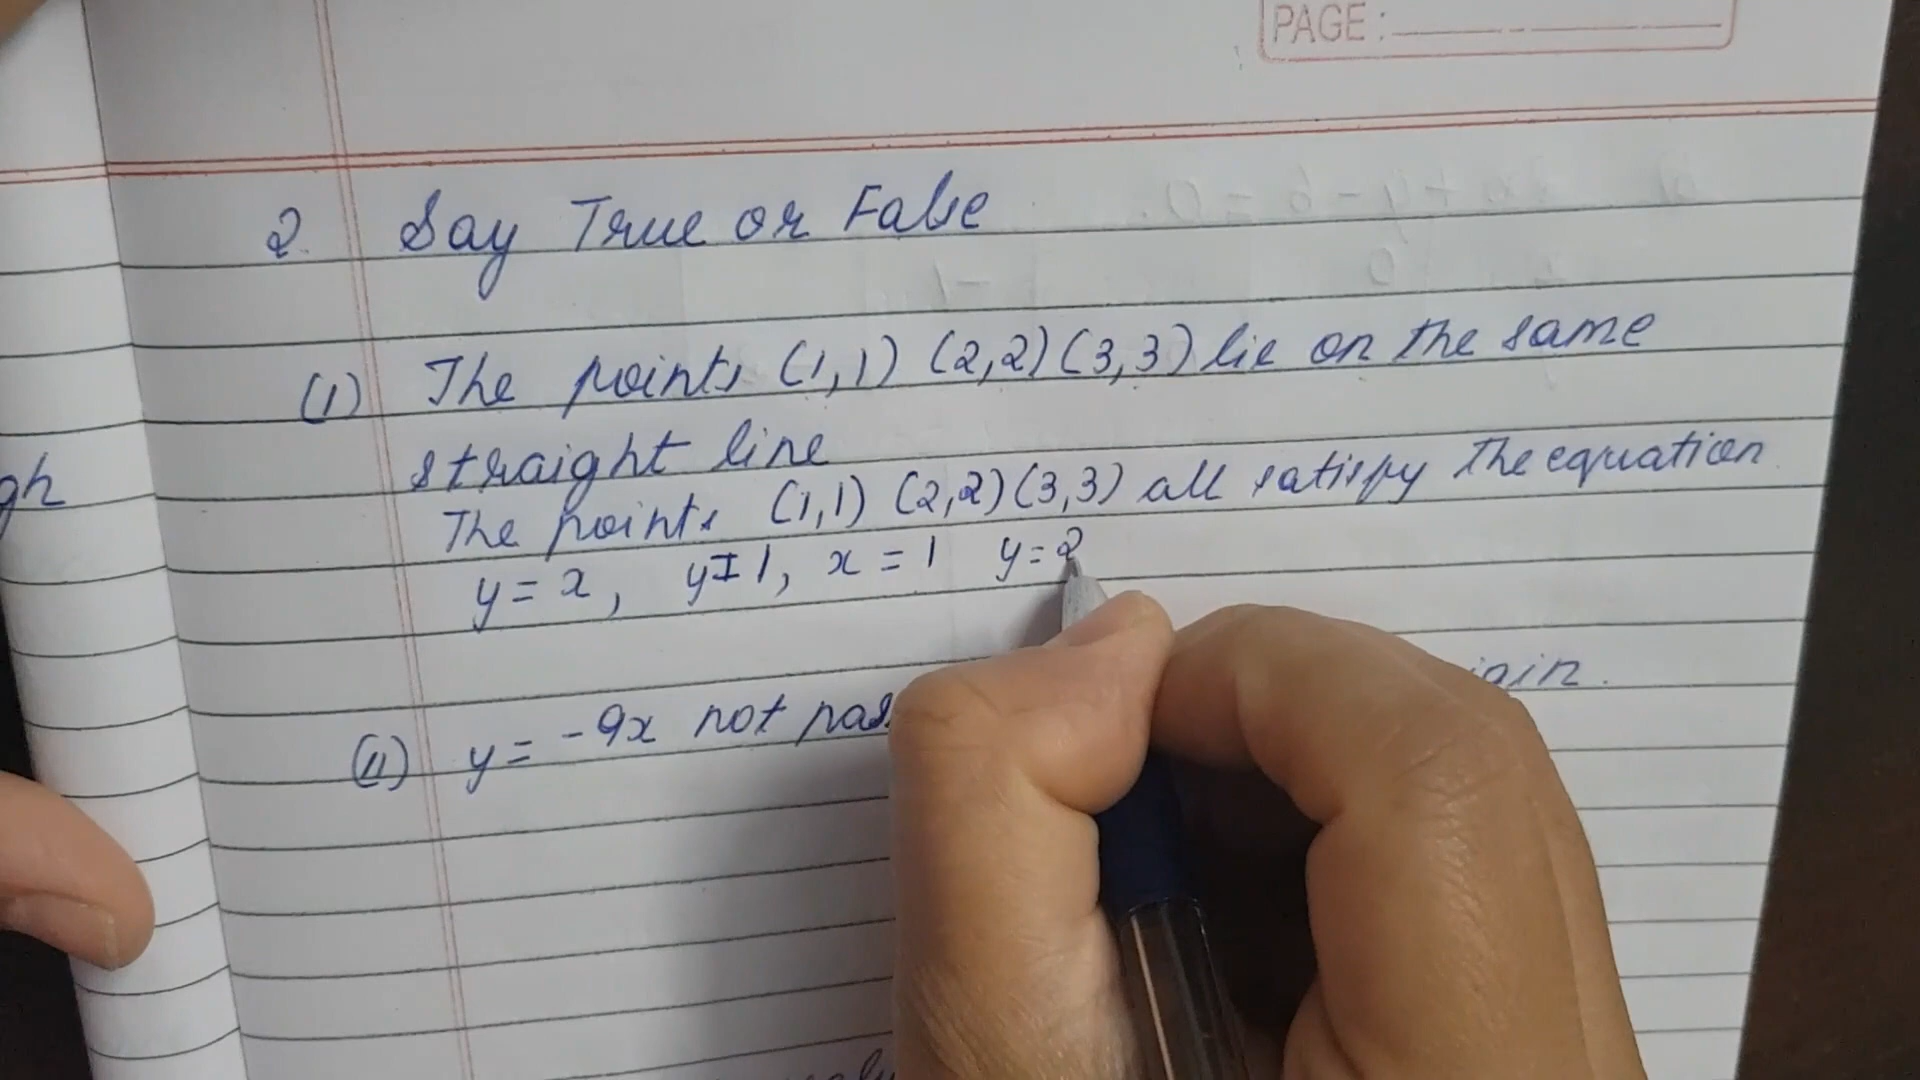 PAGE :
2. Say True or False
(i) The points (1,1) (2,2) (3,3) lie on the same
straight line
gh
The points (1,1) (2,2) (3,3) all satisfy the equation
y = x, y = 1, x = 1 y = 2
(ii) y = -9x not